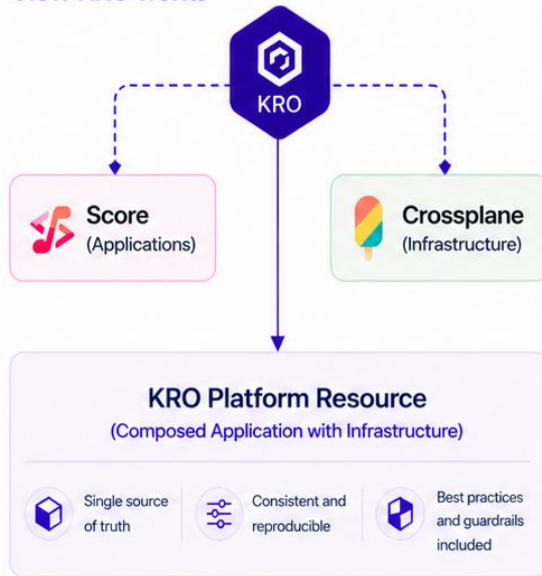 KRO
Score
(Applications)
Crossplane
(Infrastructure)
KRO Platform Resource
(Composed Application with Infrastructure)
Single source
of truth
Consistent and
reproducible
Best practices
and guardrails
included